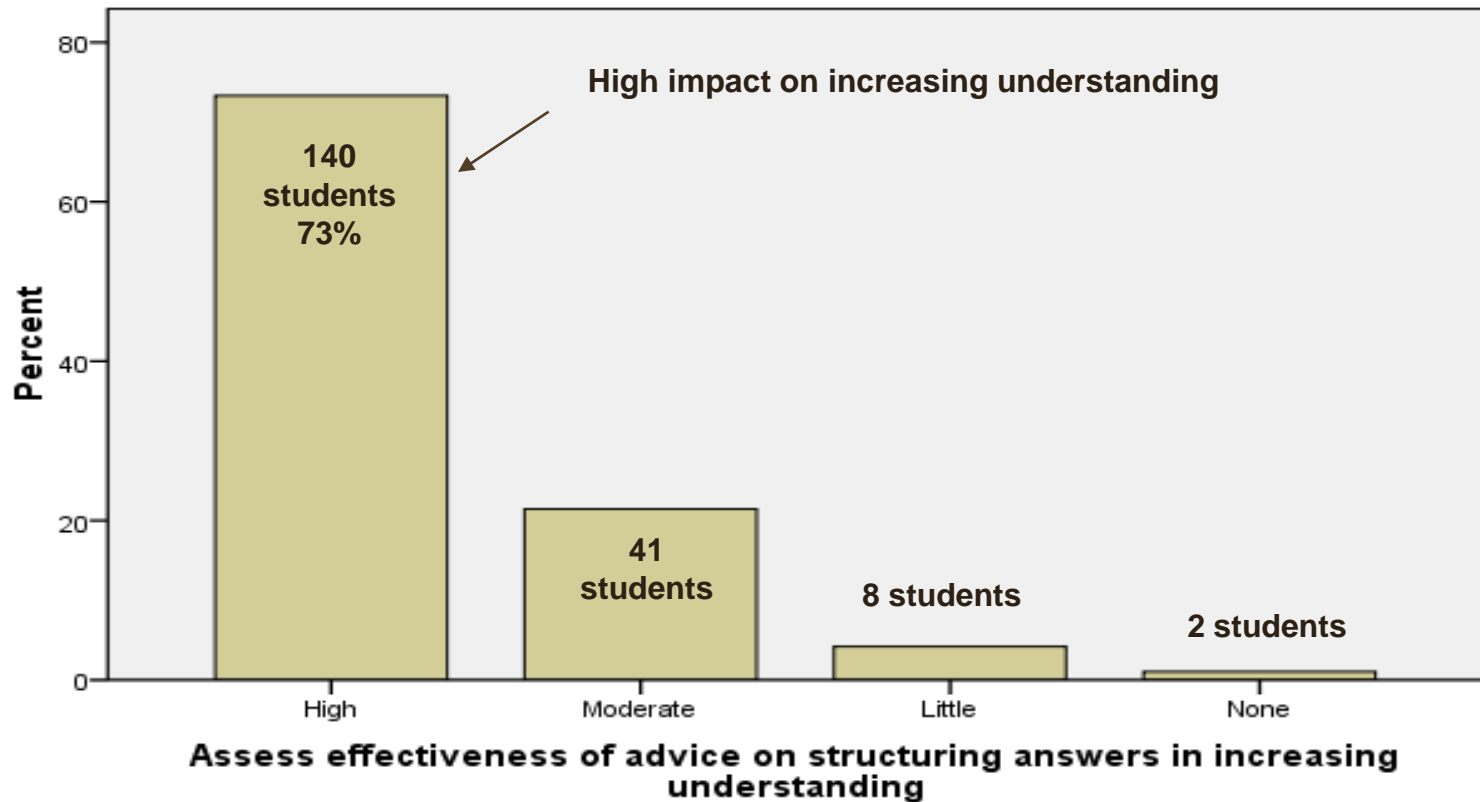 High impact on increasing understanding
80
60
40
20
0
Percent
140
students
73%
41
students
8 students
2 students
High
Moderate
Little
None
Assess effectiveness of advice on structuring answers in increasing
understanding